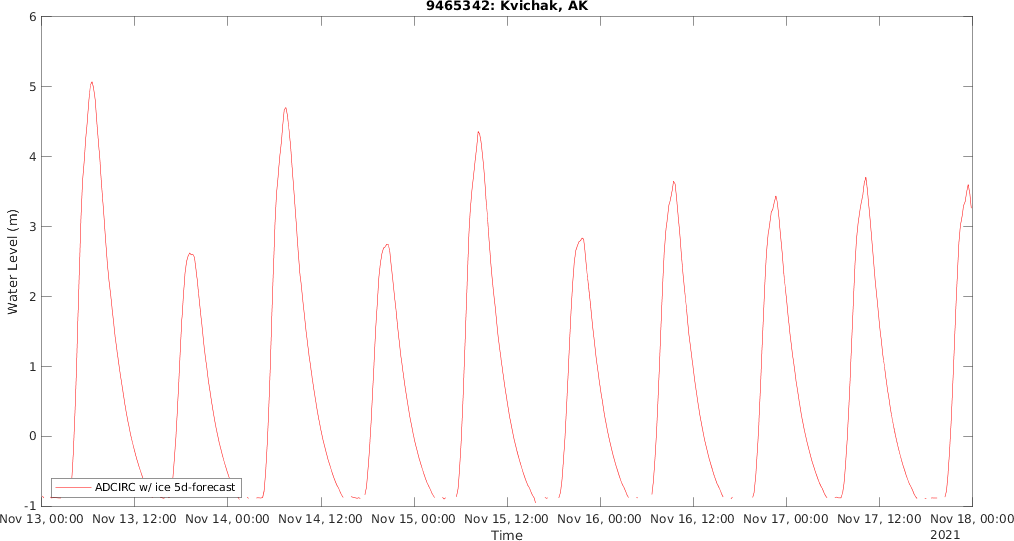 9465342: Kvichak, AK
6
5
4
3
2
1
0
-1
Water Level (m)
ADCIRC w/ ice 5d-forecast
Nov 13, 00:00 Nov 13, 12:00 Nov 14, 00:00 Nov 14, 12:00 Nov 15, 00:00 Nov 15, 12:00 Nov 16, 00:00 Nov 16, 12:00 Nov 17, 00:00 Nov 17, 12:00 Nov 18, 00:00
Time
2021